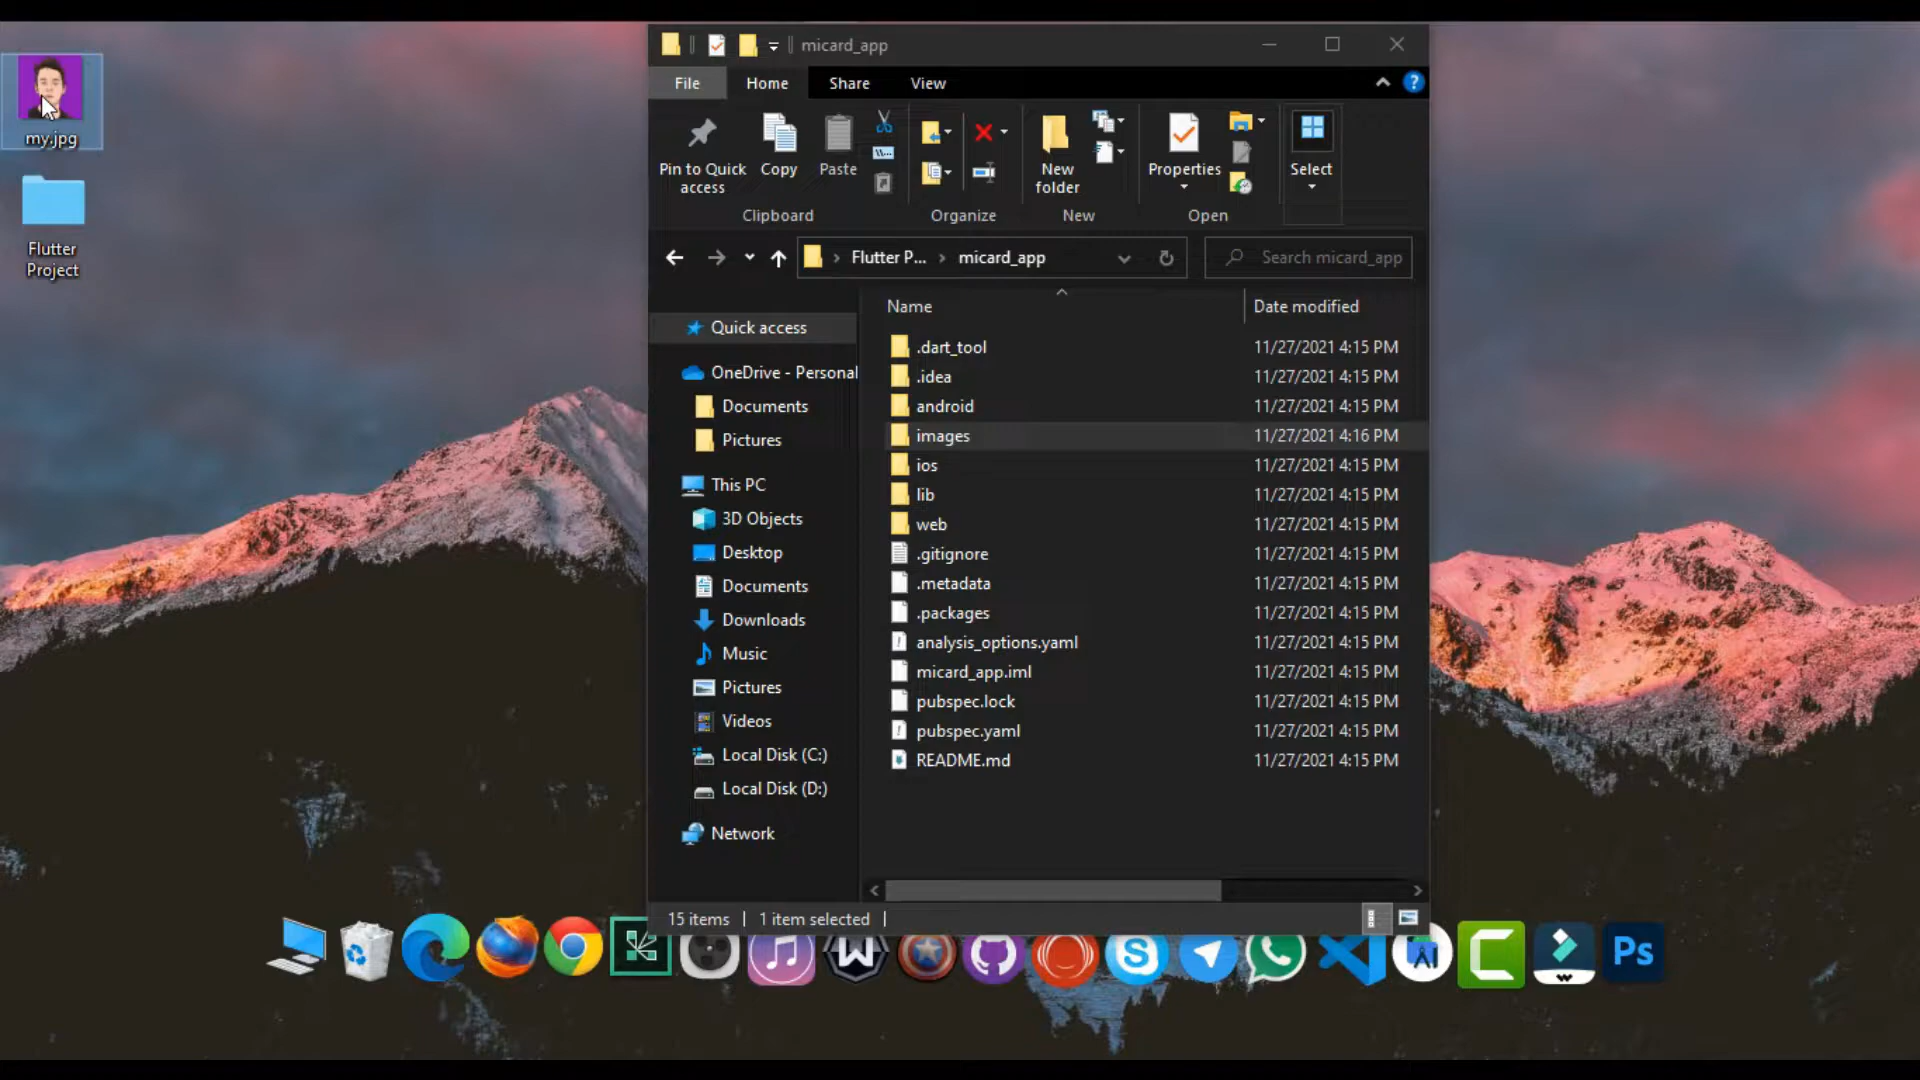 my.jpg
Flutter
Project
micard_app
File
Home
Share
View
?
Pin to Quick
access
Copy
Paste
New
folder
Properties
Select
Clipboard
Organize
New
Open
Flutter P... > micard_app
Search micard_app
Name
Date modified
Quick access
OneDrive - Personal
Documents
Pictures
This PC
3D Objects
Desktop
Documents
Downloads
Music
Pictures
Videos
Local Disk (C:)
Local Disk (D:)
Network
.dart_tool 11/27/2021 4:15 PM
.idea 11/27/2021 4:15 PM
android 11/27/2021 4:15 PM
images 11/27/2021 4:16 PM
ios 11/27/2021 4:15 PM
lib 11/27/2021 4:15 PM
web 11/27/2021 4:15 PM
.gitignore 11/27/2021 4:15 PM
.metadata 11/27/2021 4:15 PM
.packages 11/27/2021 4:15 PM
analysis_options.yaml 11/27/2021 4:15 PM
micard_app.iml 11/27/2021 4:15 PM
pubspec.lock 11/27/2021 4:15 PM
pubspec.yaml 11/27/2021 4:15 PM
README.md 11/27/2021 4:15 PM
15 items
1 item selected
Ps